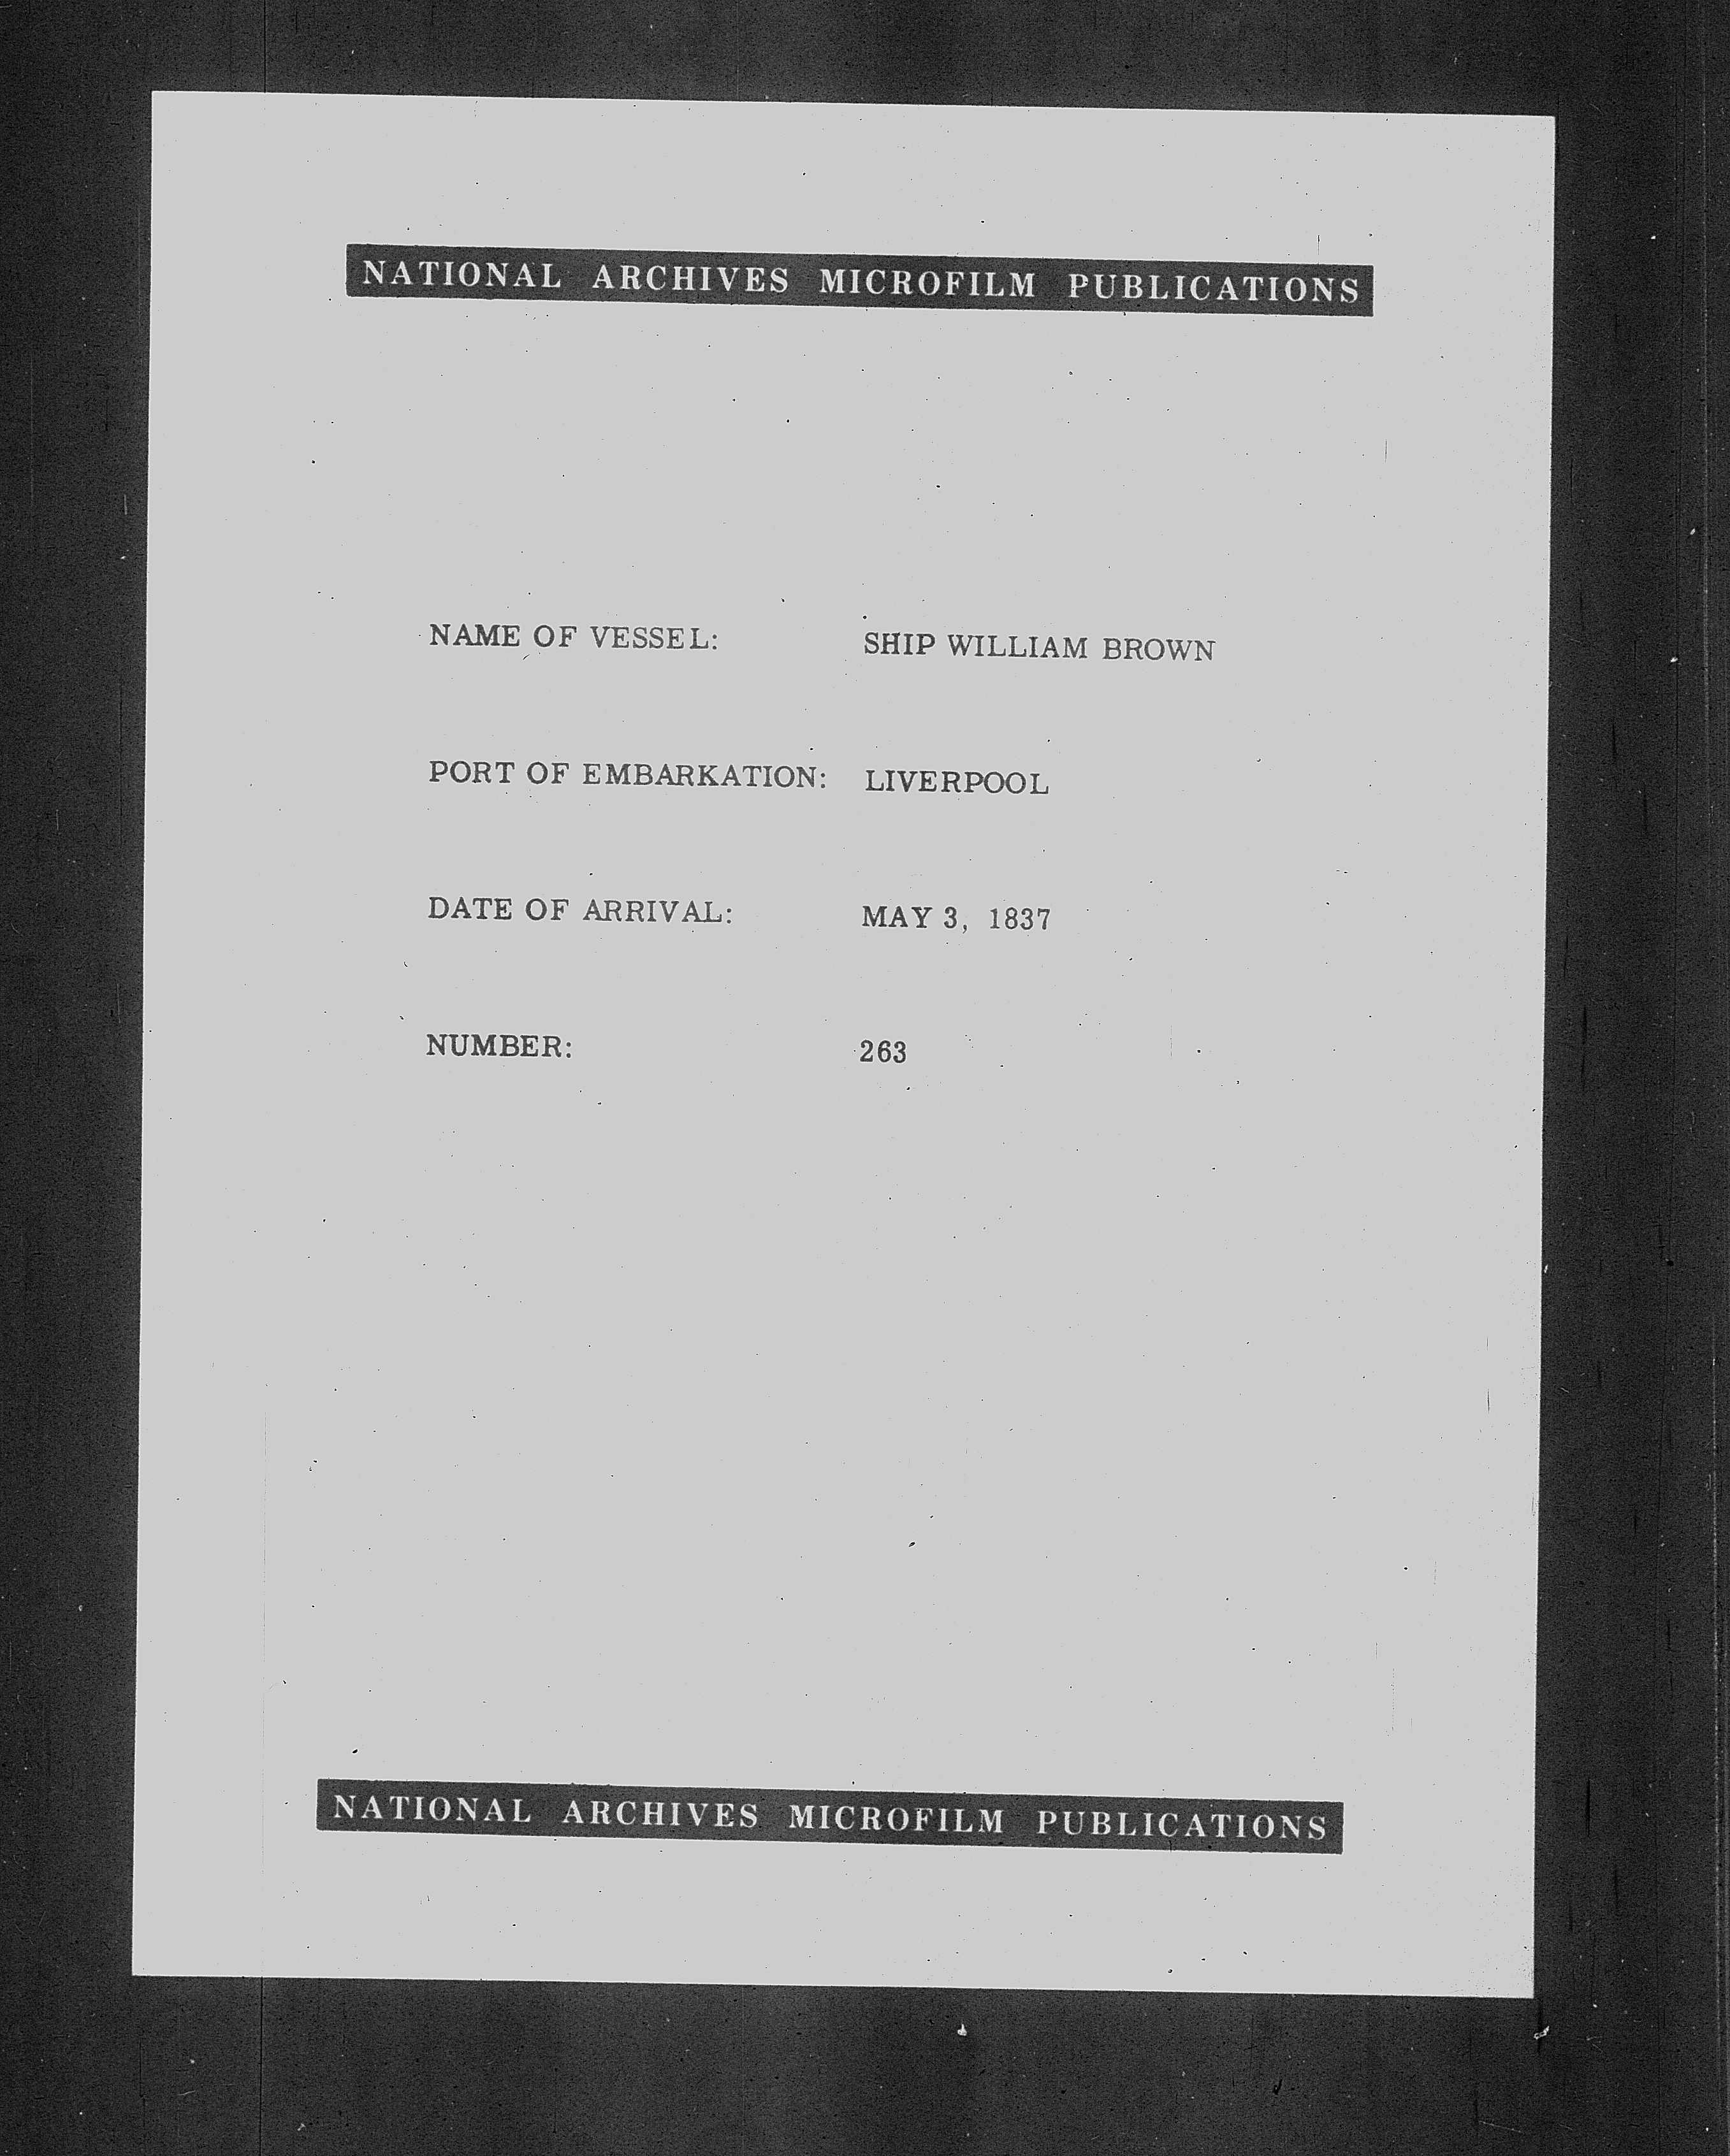 NATIONAL ARCHIVES MICROFILM PUBLICATIONS
NAME OF VESSEL: SHIP WILLIAM BROWN
PORT OF EMBARKATION: LIVERPOOL
DATE OF ARRIVAL: MAY 3, 1837
NUMBER: 263
NATIONAL ARCHIVES MICROFILM PUBLICATIONS